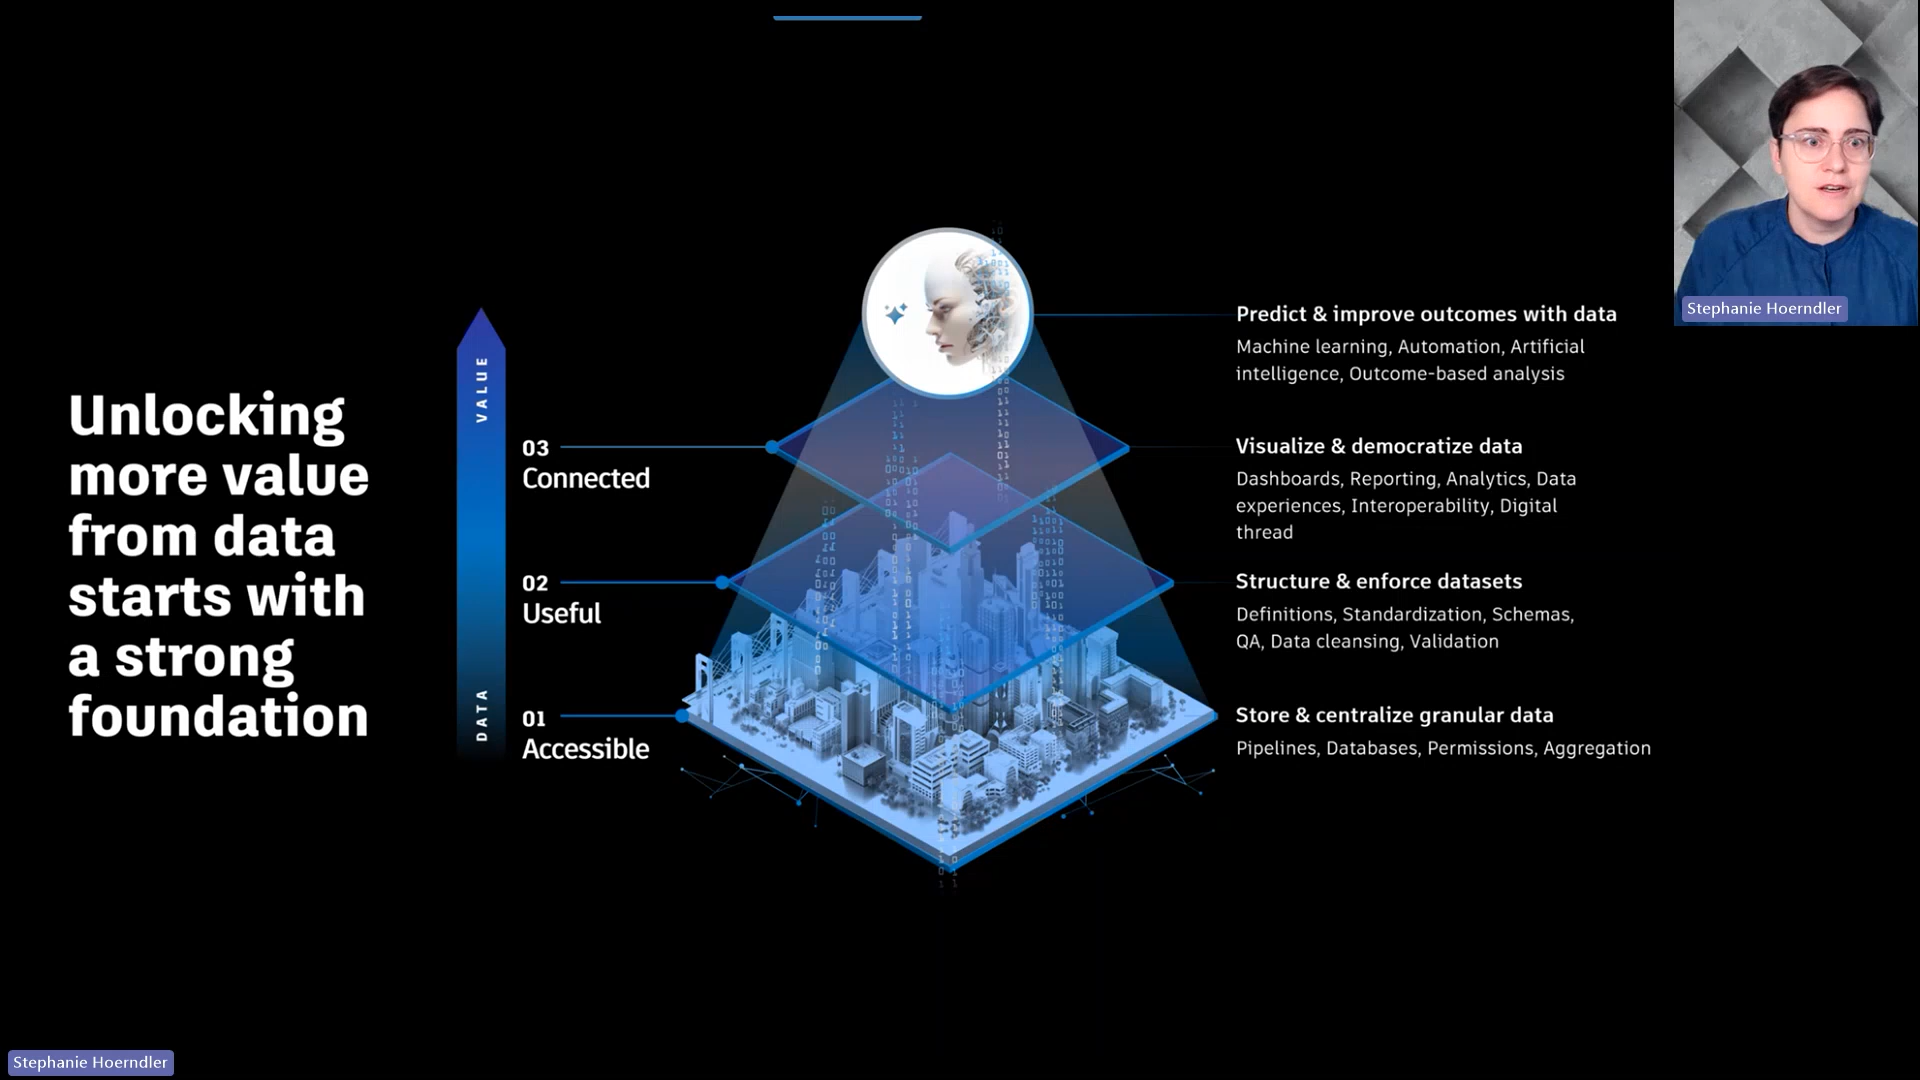 Unlocking
more value
from data
starts with
a strong
foundation
VALUE
DATA
03
Connected
02
Useful
01
Accessible
Predict & improve outcomes with data
Machine learning, Automation, Artificial
intelligence, Outcome-based analysis
Visualize & democratize data
Dashboards, Reporting, Analytics, Data
experiences, Interoperability, Digital
thread
Structure & enforce datasets
Definitions, Standardization, Schemas,
QA, Data cleansing, Validation
Store & centralize granular data
Pipelines, Databases, Permissions, Aggregation
Stephanie Hoerndler
Stephanie Hoerndler